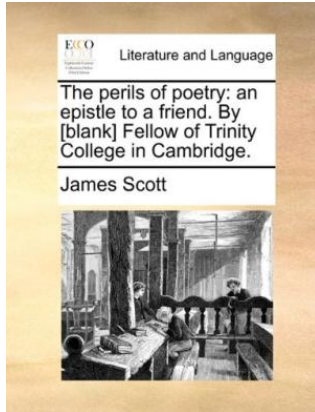 ECCO
Literature and Language
The perils of poetry: an
epistle to a friend. By
[blank] Fellow of Trinity
College in Cambridge.
James Scott